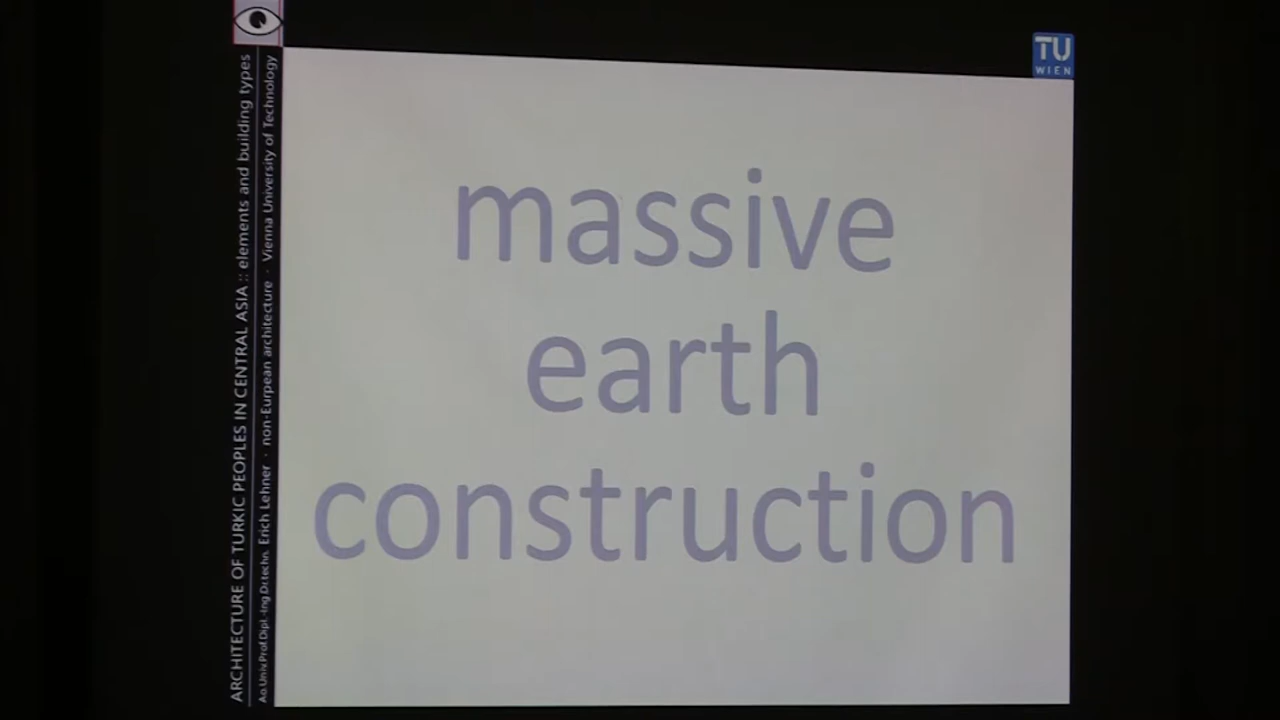 ARCHITECTURE OF TURKIC PEOPLES IN CENTRAL ASIA :: elements and building types
Ao.Univ.Prof.Dipl.-Ing.Dr.techn. Erich Lehner · non-Eurpean architecture · Vienna University of Technology
TU
WIEN
massive
earth
construction